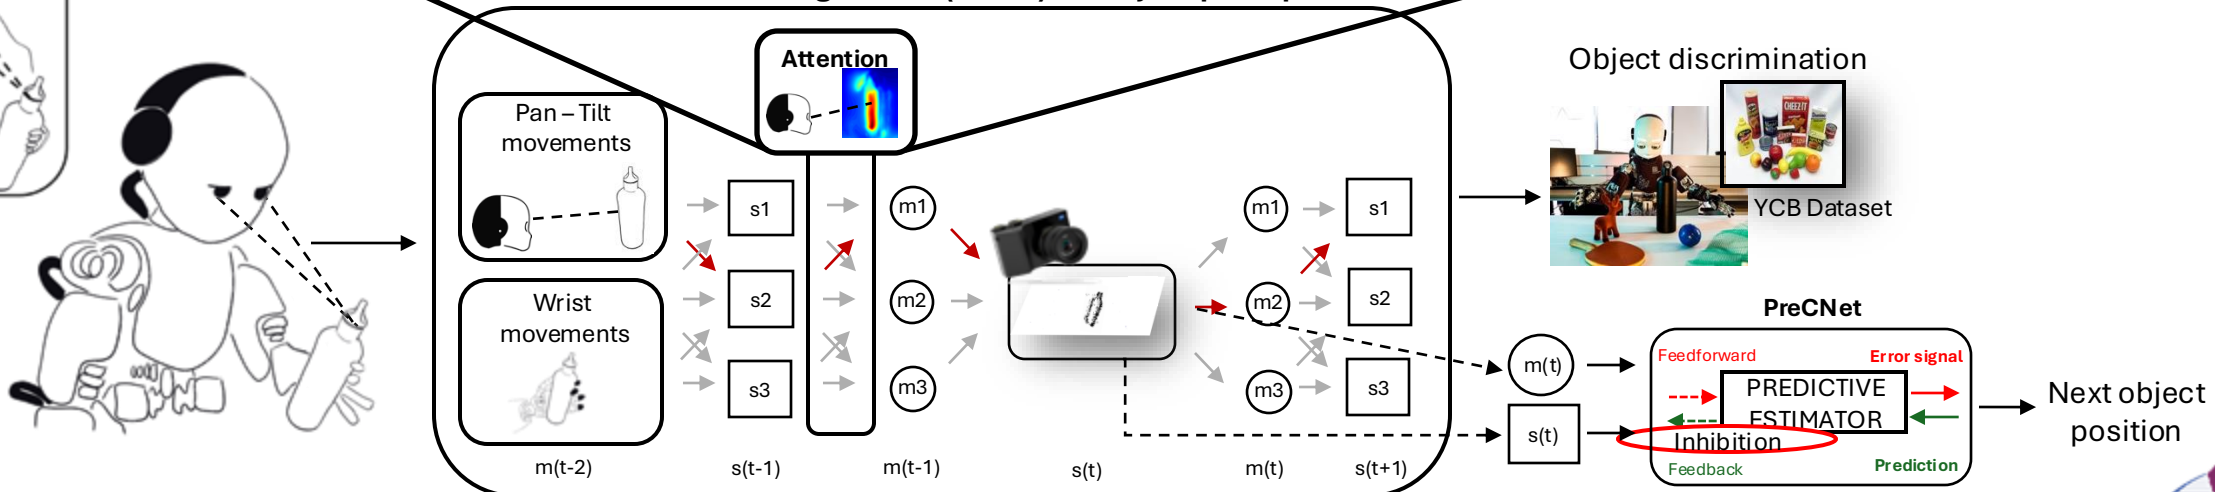 Attention
Pan – Tilt
movements
Wrist
movements
s1
s2
s3
m1
m2
m3
m1
m2
m3
s1
s2
s3
m(t-2)
s(t-1)
m(t-1)
s(t)
m(t)
s(t+1)
Object discrimination
CHEEZ-IT
YCB Dataset
m(t)
s(t)
PreCNet
Feedforward
Error signal
PREDICTIVE
ESTIMATOR
Inhibition
Feedback
Prediction
Next object
position